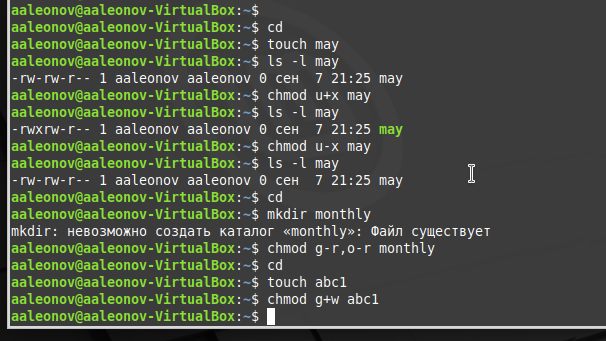 aaleonov@aaleonov-VirtualBox:~$
aaleonov@aaleonov-VirtualBox:~$ cd
aaleonov@aaleonov-VirtualBox:~$ touch may
aaleonov@aaleonov-VirtualBox:~$ ls -l may
-rw-rw-r-- 1 aaleonov aaleonov 0 сен  7 21:25 may
aaleonov@aaleonov-VirtualBox:~$ chmod u+x may
aaleonov@aaleonov-VirtualBox:~$ ls -l may
-rwxrw-r-- 1 aaleonov aaleonov 0 сен  7 21:25 may
aaleonov@aaleonov-VirtualBox:~$ chmod u-x may
aaleonov@aaleonov-VirtualBox:~$ ls -l may
-rw-rw-r-- 1 aaleonov aaleonov 0 сен  7 21:25 may
aaleonov@aaleonov-VirtualBox:~$ cd
aaleonov@aaleonov-VirtualBox:~$ mkdir monthly
mkdir: невозможно создать каталог «monthly»: Файл существует
aaleonov@aaleonov-VirtualBox:~$ chmod g-r,o-r monthly
aaleonov@aaleonov-VirtualBox:~$ cd
aaleonov@aaleonov-VirtualBox:~$ touch abc1
aaleonov@aaleonov-VirtualBox:~$ chmod g+w abc1
aaleonov@aaleonov-VirtualBox:~$